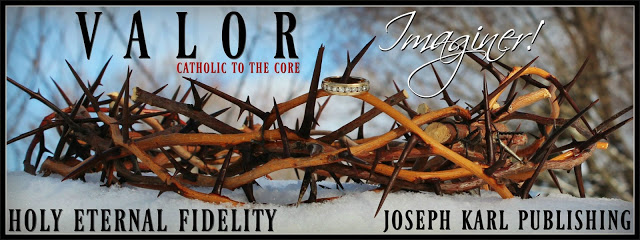 VALOR
CATHOLIC TO THE CORE
Imaginer!
HOLY ETERNAL FIDELITY
JOSEPH KARL PUBLISHING